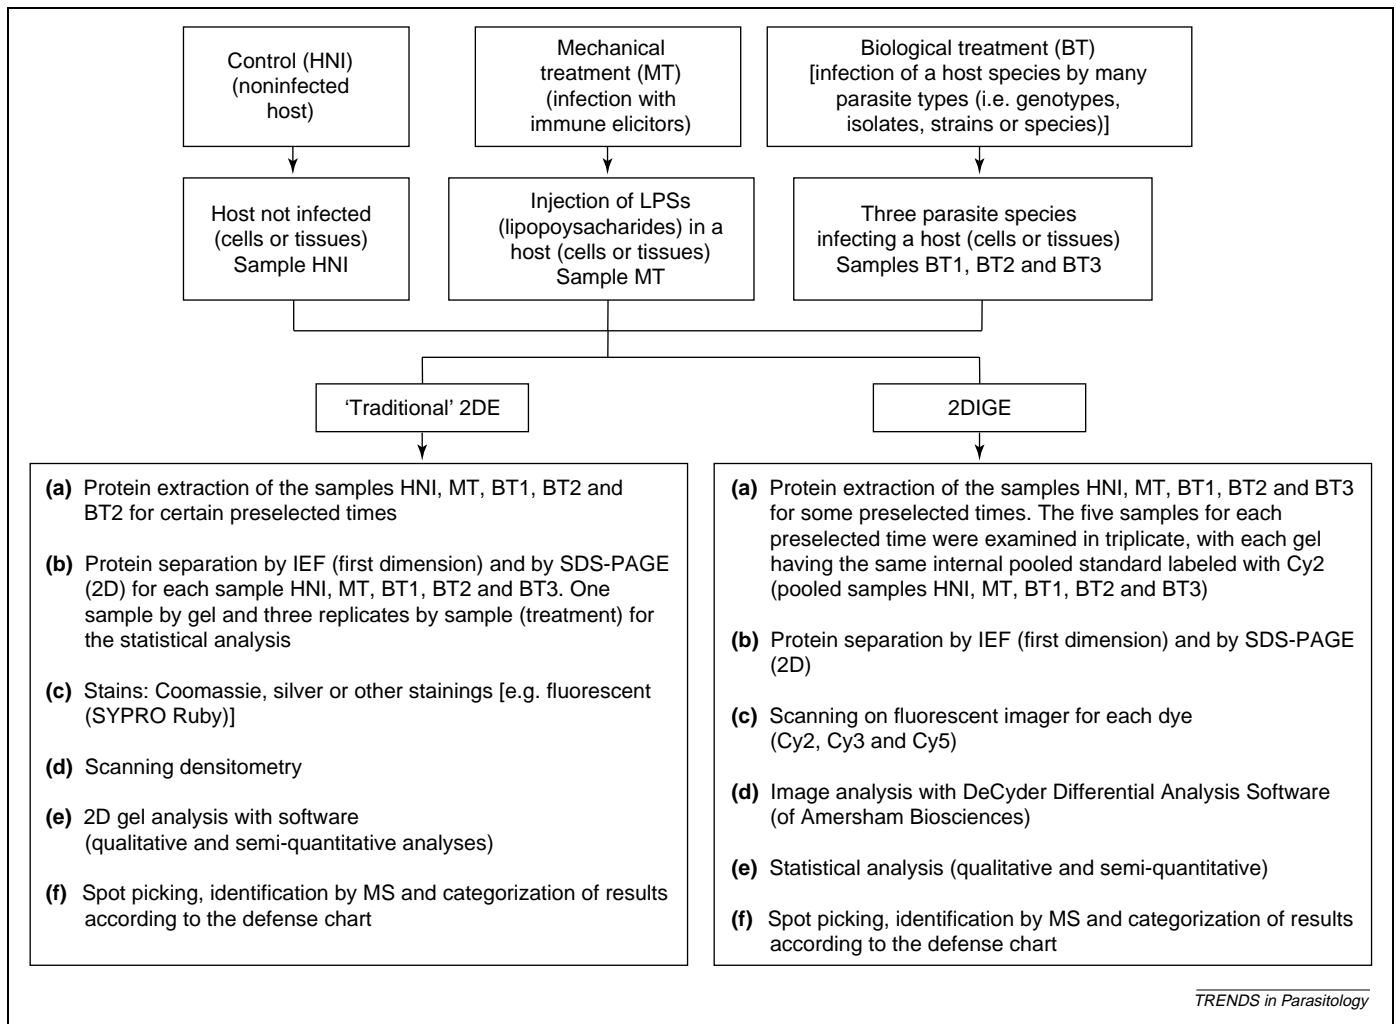 Control (HNI)
(noninfected
host)
Mechanical
treatment (MT)
(infection with
immune elicitors)
Biological treatment (BT)
[infection of a host species by many
parasite types (i.e. genotypes,
isolates, strains or species)]
Host not infected
(cells or tissues)
Sample HNI
Injection of LPSs
(lipopoysacharides) in a
host (cells or tissues)
Sample MT
Three parasite species
infecting a host (cells or tissues)
Samples BT1, BT2 and BT3
‘Traditional’ 2DE
2DIGE
(a) Protein extraction of the samples HNI, MT, BT1, BT2 and
BT2 for certain preselected times
(b) Protein separation by IEF (first dimension) and by SDS-PAGE
(2D) for each sample HNI, MT, BT1, BT2 and BT3. One
sample by gel and three replicates by sample (treatment) for
the statistical analysis
(c) Stains: Coomassie, silver or other stainings [e.g. fluorescent
(SYPRO Ruby)]
(d) Scanning densitometry
(e) 2D gel analysis with software
(qualitative and semi-quantitative analyses)
(f) Spot picking, identification by MS and categorization of results
according to the defense chart
(a) Protein extraction of the samples HNI, MT, BT1, BT2 and BT3
for some preselected times. The five samples for each
preselected time were examined in triplicate, with each gel
having the same internal pooled standard labeled with Cy2
(pooled samples HNI, MT, BT1, BT2 and BT3)
(b) Protein separation by IEF (first dimension) and by SDS-PAGE
(2D)
(c) Scanning on fluorescent imager for each dye
(Cy2, Cy3 and Cy5)
(d) Image analysis with DeCyder Differential Analysis Software
(of Amersham Biosciences)
(e) Statistical analysis (qualitative and semi-quantitative)
(f) Spot picking, identification by MS and categorization of results
according to the defense chart
TRENDS in Parasitology